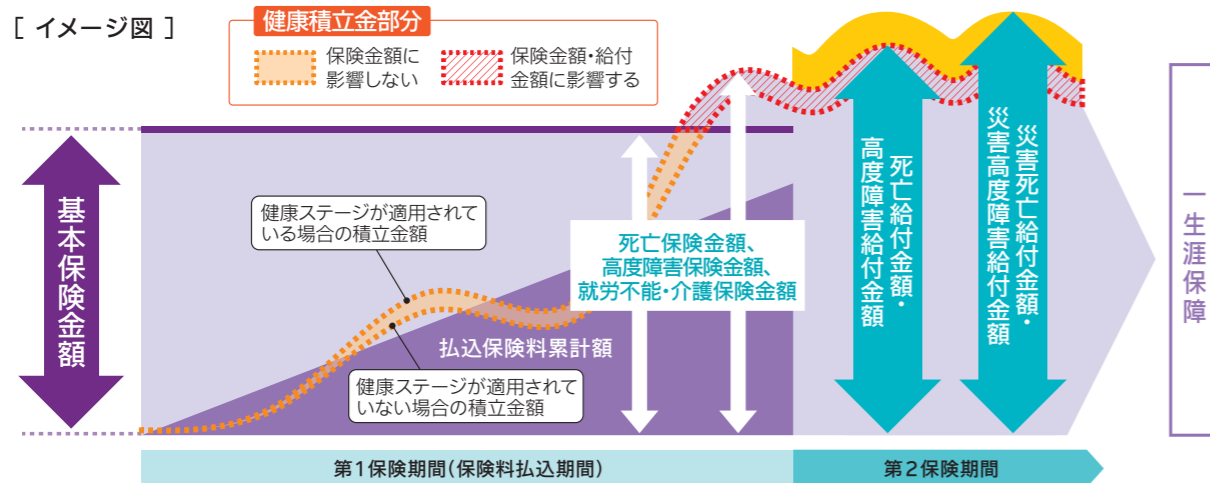 [ イメージ図 ]
健康積立金部分
保険金額に
影響しない
保険金額・給付
金額に影響する
基本保険金額
健康ステージが適用されて
いる場合の積立金額
払込保険料累計額
健康ステージが適用されて
いない場合の積立金額
死亡保険金額、
高度障害保険金額、
就労不能・介護保険金額
死亡給付金額・
高度障害給付金額
災害死亡給付金額・
災害高度障害給付金額
一生涯保障
第1保険期間(保険料払込期間)
第2保険期間